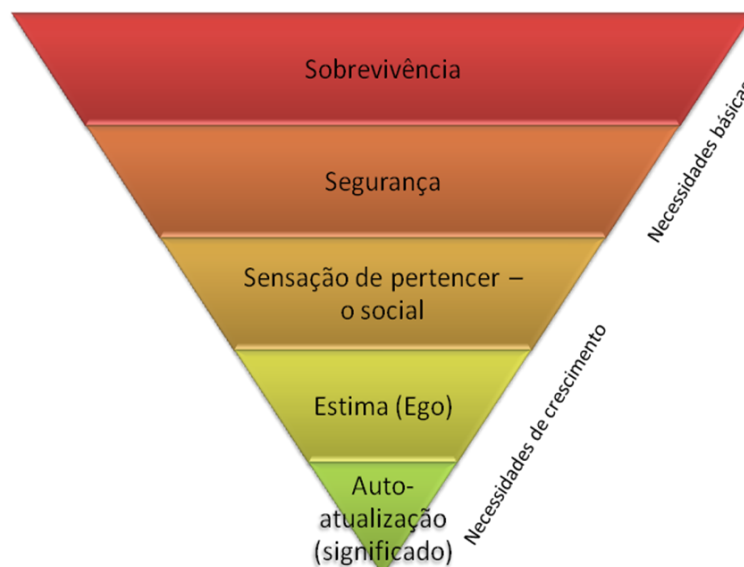 Sobrevivência
Segurança
Sensação de pertencer –
o social
Estima (Ego)
Auto-
atualização
(significado)
Necessidades básicas
Necessidades de crescimento